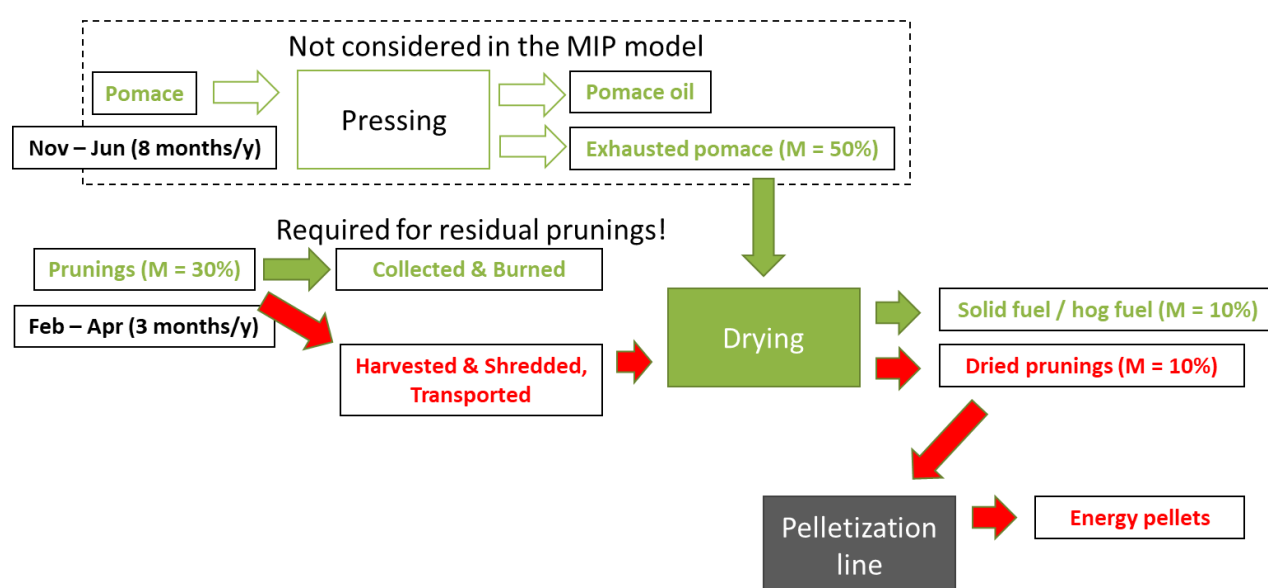 Not considered in the MIP model
Pomace
Pressing
Pomace oil
Nov – Jun (8 months/y)
Exhausted pomace (M = 50%)
Required for residual prunings!
Prunings (M = 30%)
Collected & Burned
Feb – Apr (3 months/y)
Harvested & Shredded,
Transported
Drying
Solid fuel / hog fuel (M = 10%)
Dried prunings (M = 10%)
Pelletization
line
Energy pellets